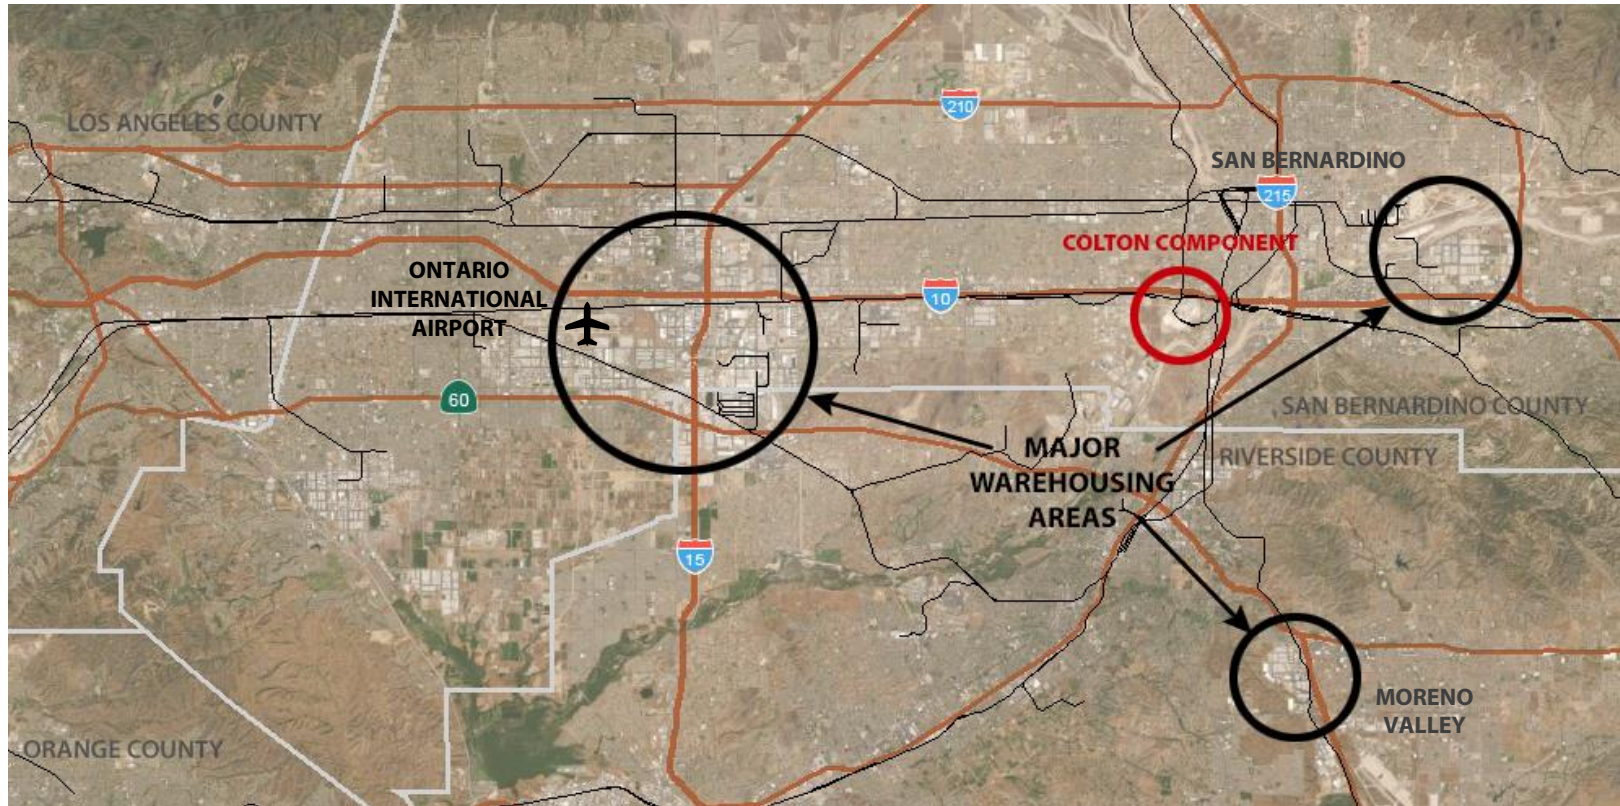 210
LOS ANGELES COUNTY
SAN BERNARDINO
215
COLTON COMPONENT
ONTARIO
INTERNATIONAL
AIRPORT
10
60
SAN BERNARDINO COUNTY
MAJOR
WAREHOUSING
AREAS
RIVERSIDE COUNTY
15
MORENO
VALLEY
ORANGE COUNTY